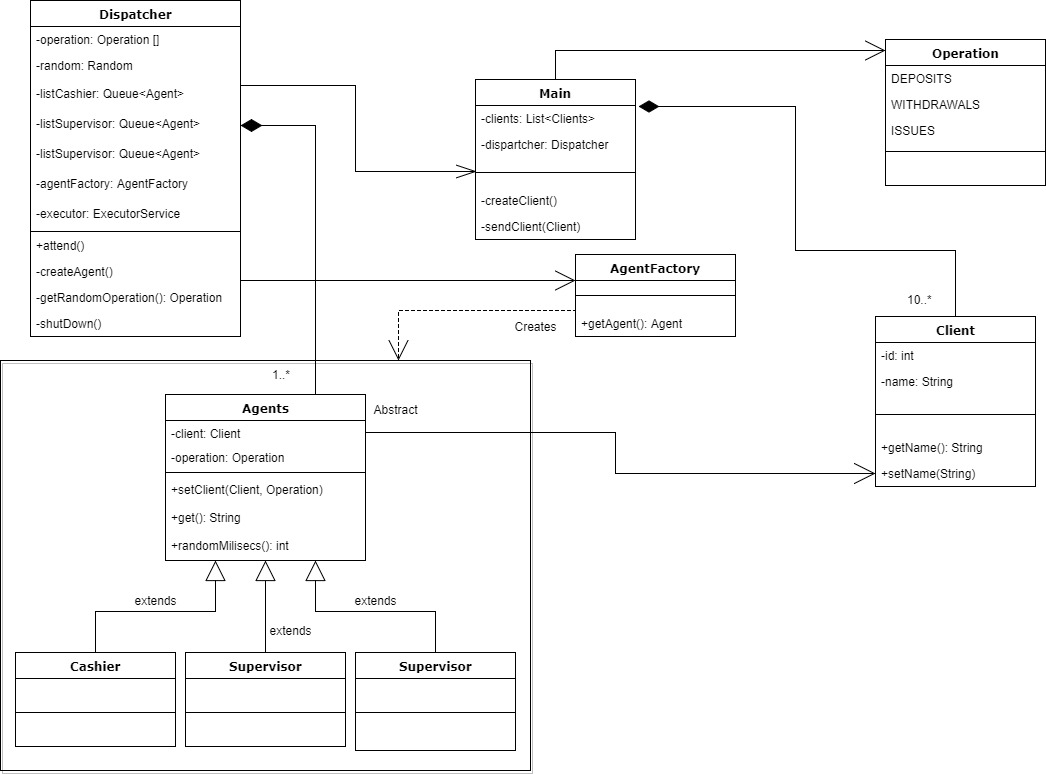 Dispatcher
-operation: Operation []
-random: Random
-listCashier: Queue<Agent>
-listSupervisor: Queue<Agent>
-listSupervisor: Queue<Agent>
-agentFactory: AgentFactory
-executor: ExecutorService
+attend()
-createAgent()
-getRandomOperation(): Operation
-shutDown()
Main
-clients: List<Clients>
-dispartcher: Dispatcher
-createClient()
-sendClient(Client)
Operation
DEPOSITS
WITHDRAWALS
ISSUES
AgentFactory
+getAgent(): Agent
Creates
10..*
Client
-id: int
-name: String
+getName(): String
+setName(String)
1..*
Agents
Abstract
-client: Client
-operation: Operation
+setClient(Client, Operation)
+get(): String
+randomMilisecs(): int
extends
extends
extends
Cashier
Supervisor
Supervisor